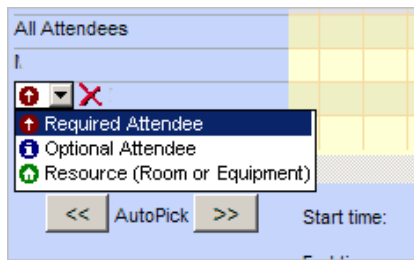 All Attendees
Required Attendee
Optional Attendee
Resource (Room or Equipment)
<< AutoPick >> Start time: